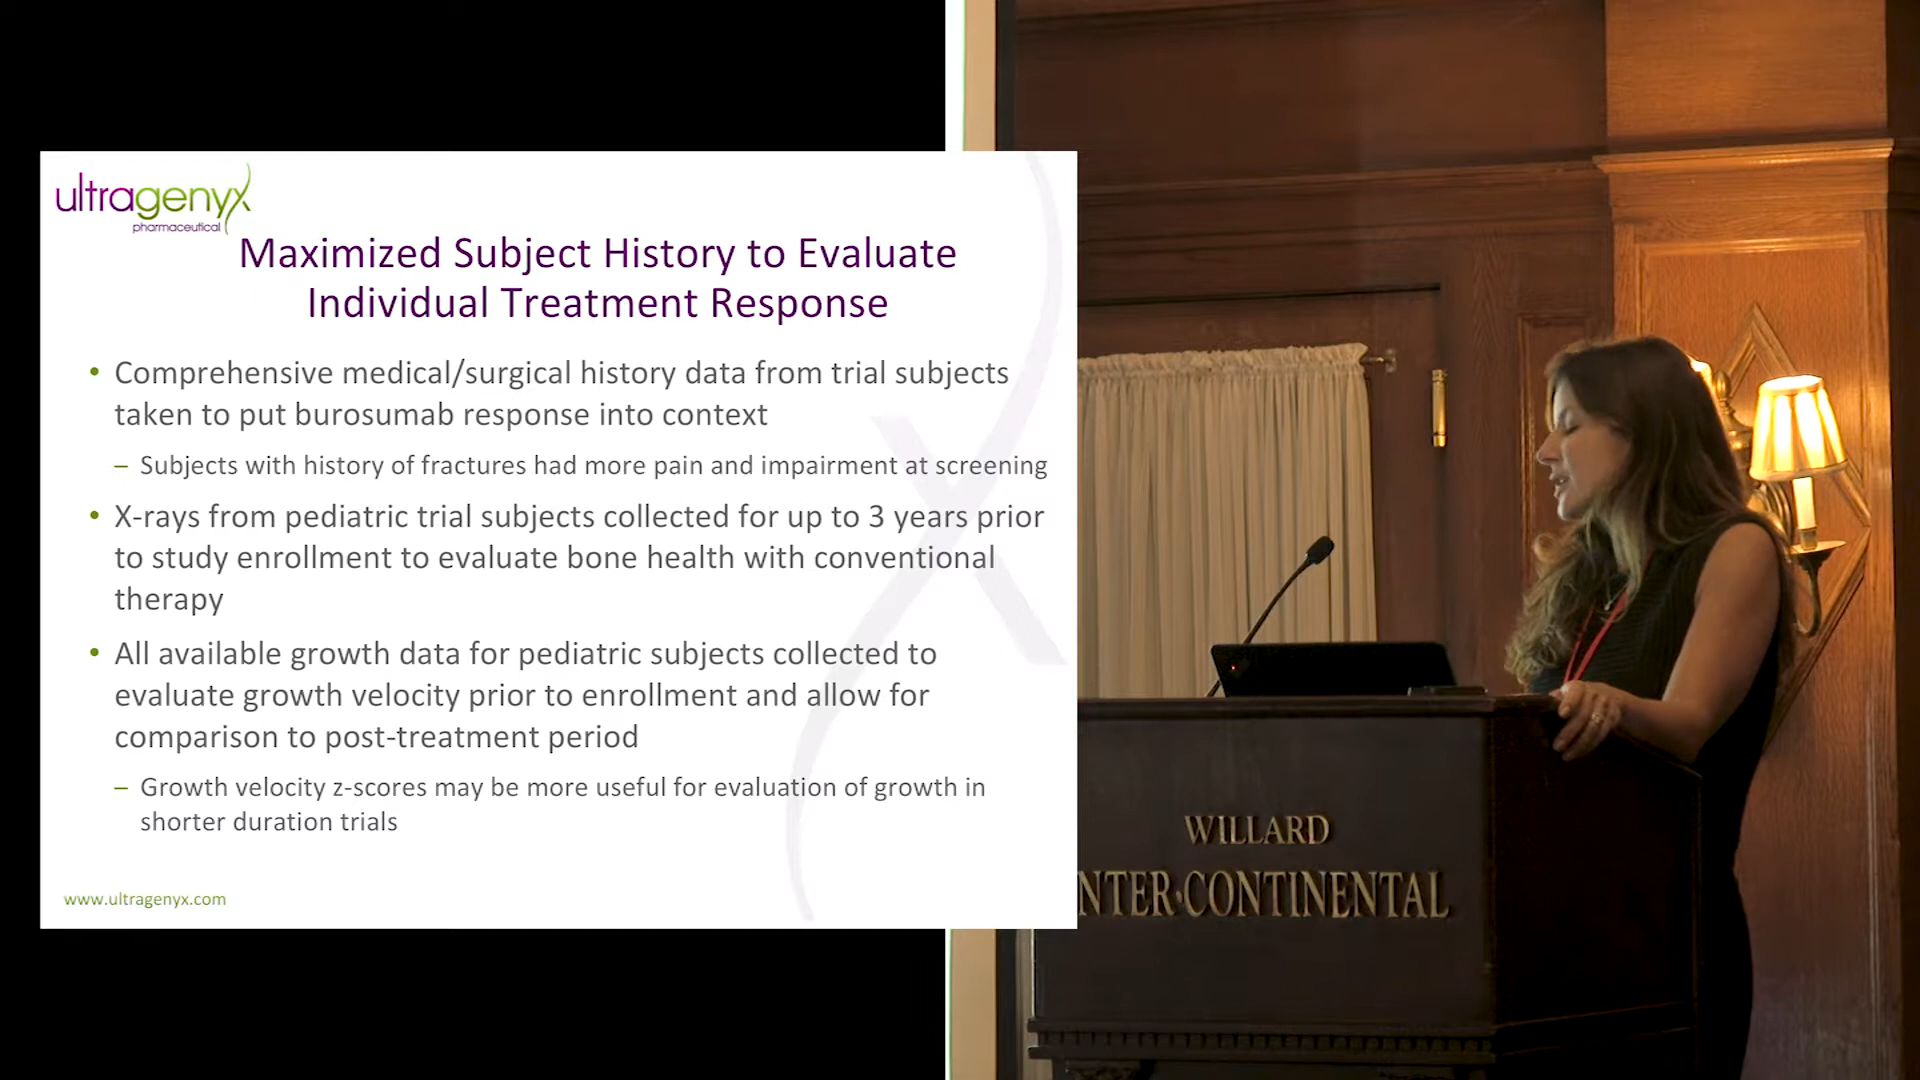 ultragenyx
pharmaceutical
Maximized Subject History to Evaluate
Individual Treatment Response
• Comprehensive medical/surgical history data from trial subjects
taken to put burosumab response into context
– Subjects with history of fractures had more pain and impairment at screening
• X-rays from pediatric trial subjects collected for up to 3 years prior
to study enrollment to evaluate bone health with conventional
therapy
• All available growth data for pediatric subjects collected to
evaluate growth velocity prior to enrollment and allow for
comparison to post-treatment period
– Growth velocity z-scores may be more useful for evaluation of growth in
shorter duration trials
www.ultragenyx.com
WILLARD
NTER·CONTINENTAL